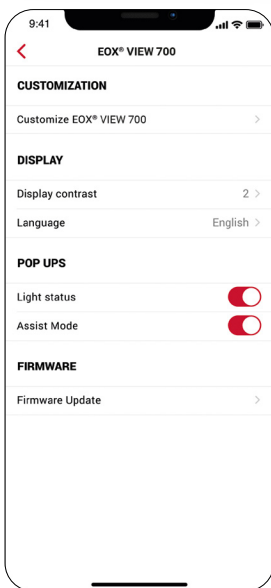 9:41
EOX® VIEW 700
CUSTOMIZATION
Customize EOX® VIEW 700
DISPLAY
Display contrast 2
Language English
POP UPS
Light status
Assist Mode
FIRMWARE
Firmware Update